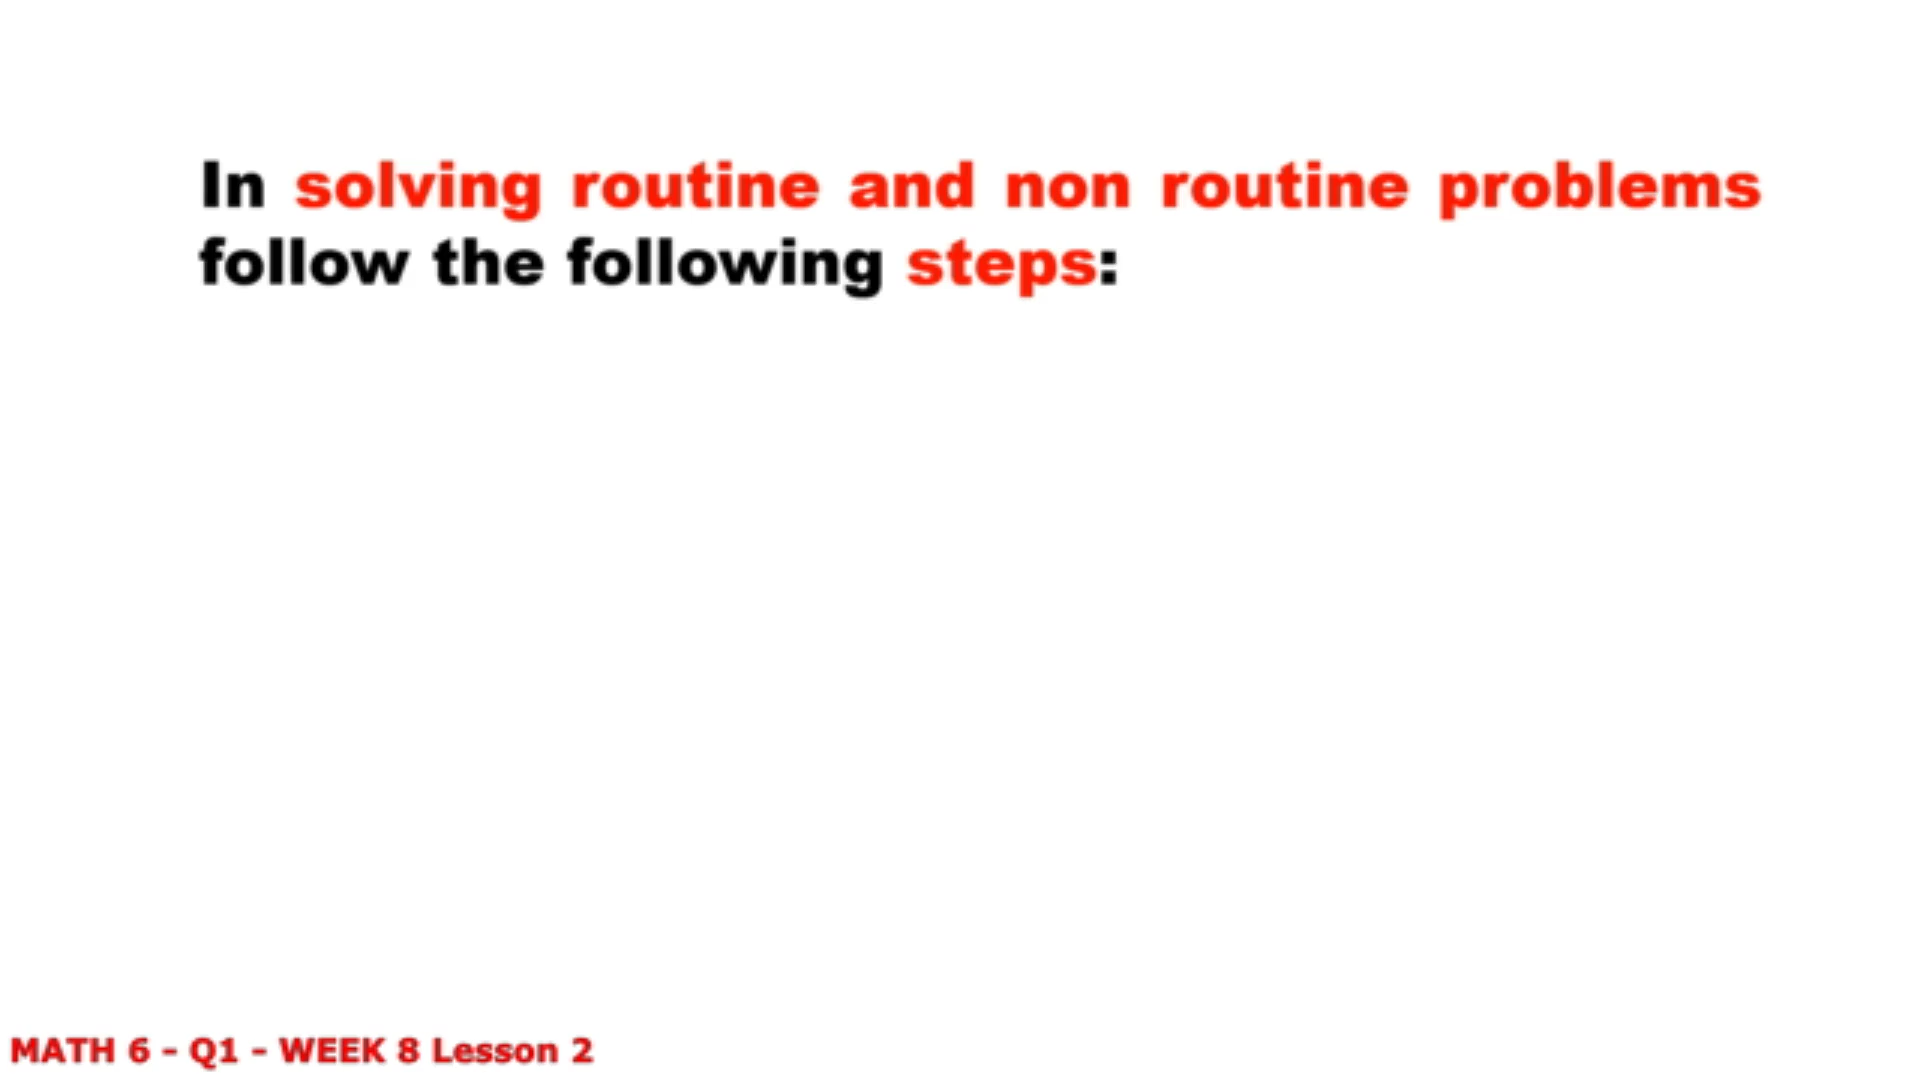 In solving routine and non routine problems
follow the following steps:
MATH 6 - Q1 - WEEK 8 Lesson 2